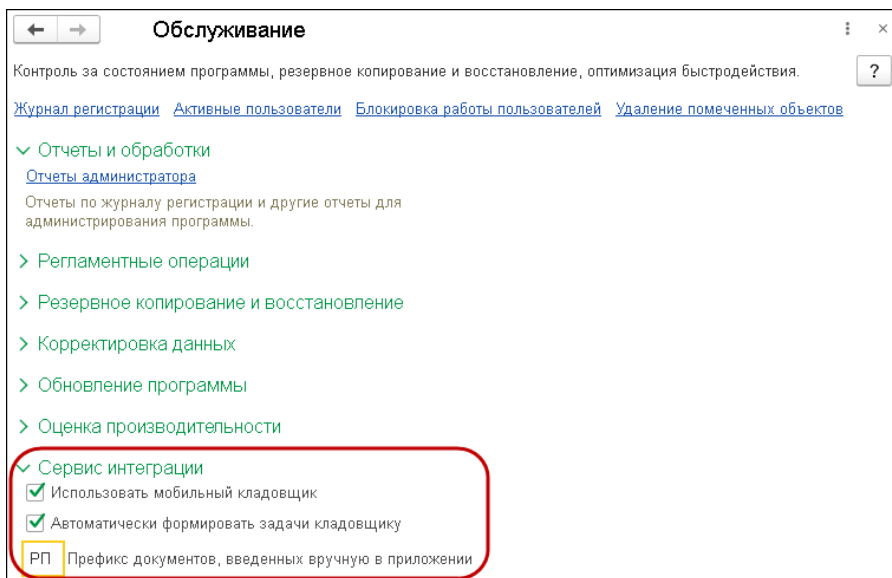 Обслуживание
Контроль за состоянием программы, резервное копирование и восстановление, оптимизация быстродействия. ?
Журнал регистрации Активные пользователи Блокировка работы пользователей Удаление помеченных объектов
Отчеты и обработки
Отчеты администратора
Отчеты по журналу регистрации и другие отчеты для
администрирования программы.
Регламентные операции
Резервное копирование и восстановление
Корректировка данных
Обновление программы
Оценка производительности
Сервис интеграции
Использовать мобильный кладовщик
Автоматически формировать задачи кладовщику
РП Префикс документов, введенных вручную в приложении